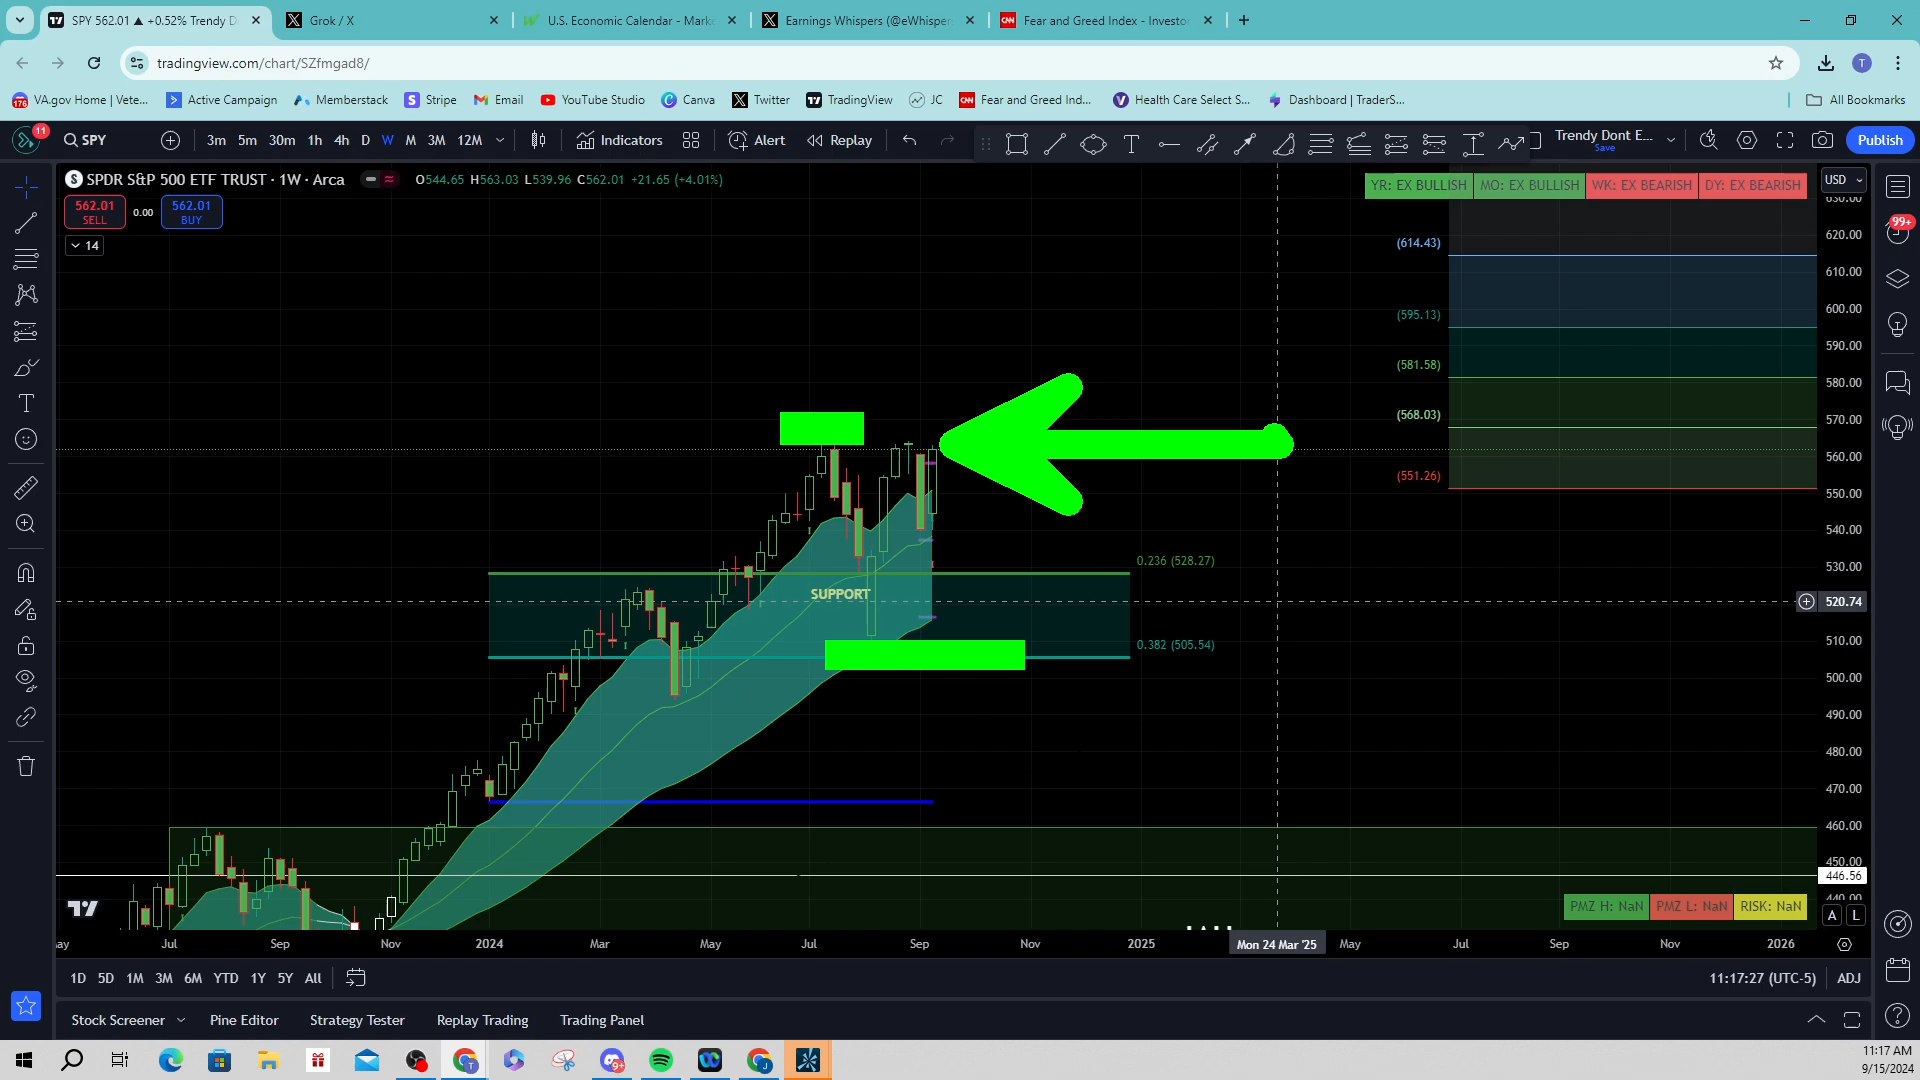 SPY 562.01 ▲ +0.52% Trendy D
Grok / X
U.S. Economic Calendar - Marke
Earnings Whispers (@eWhisper
Fear and Greed Index - Investo
tradingview.com/chart/SZfmgad8/
T
176
VA.gov Home | Vete...
Active Campaign
Memberstack
Stripe
Email
YouTube Studio
Canva
Twitter
TradingView
JC
Fear and Greed Ind...
Health Care Select S...
Dashboard | TraderS...
All Bookmarks
11
SPY
3m 5m 30m 1h 4h D W M 3M 12M
Indicators
Alert
Replay
Trendy Dont E...
Save
Publish
SPDR S&P 500 ETF TRUST · 1W · Arca
O544.65 H563.03 L539.96 C562.01 +21.65 (+4.01%)
562.01
SELL
0.00
562.01
BUY
14
YR: EX BULLISH
MO: EX BULLISH
WK: EX BEARISH
DY: EX BEARISH
USD
99+
630.00
620.00
610.00
600.00
590.00
580.00
570.00
560.00
550.00
540.00
530.00
520.74
510.00
500.00
490.00
480.00
470.00
460.00
450.00
446.56
440.00
(614.43)
(595.13)
(581.58)
(568.03)
(551.26)
0.236 (528.27)
SUPPORT
0.382 (505.54)
PMZ H: NaN
PMZ L: NaN
RISK: NaN
A L
ay Jul Sep Nov 2024 Mar May Jul Sep Nov 2025 Mon 24 Mar '25 May Jul Sep Nov 2026
1D 5D 1M 3M 6M YTD 1Y 5Y All
11:17:27 (UTC-5)
ADJ
Stock Screener
Pine Editor
Strategy Tester
Replay Trading
Trading Panel
9+
11:17 AM
9/15/2024